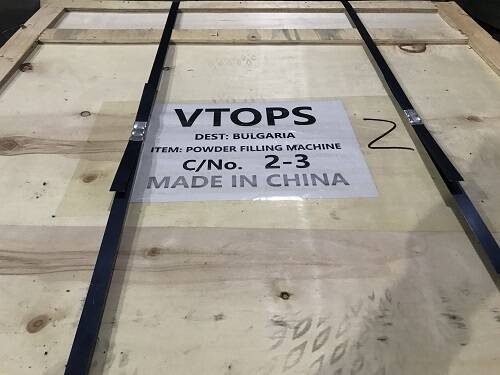 VTOPS
DEST: BULGARIA
ITEM: POWDER FILLING MACHINE
C/No. 2-3
MADE IN CHINA
2